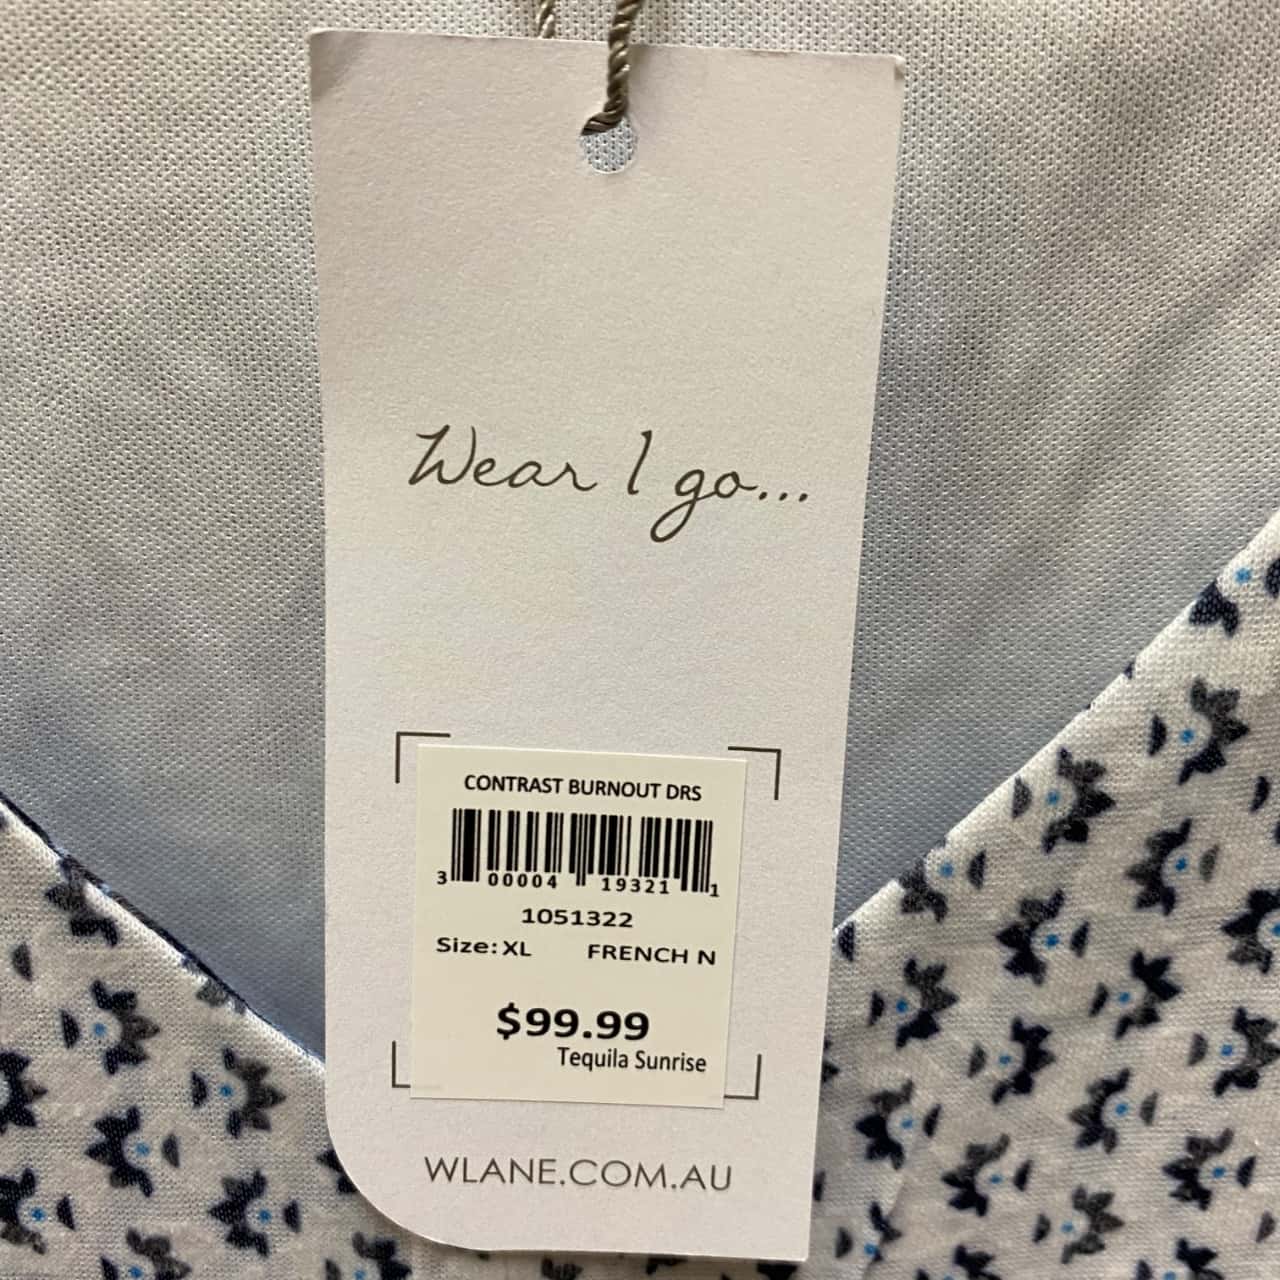 Wear I go...
CONTRAST BURNOUT DRS
3 00004 19321 1
1051322
Size: XL FRENCH N
$99.99
Tequila Sunrise
WLANE.COM.AU